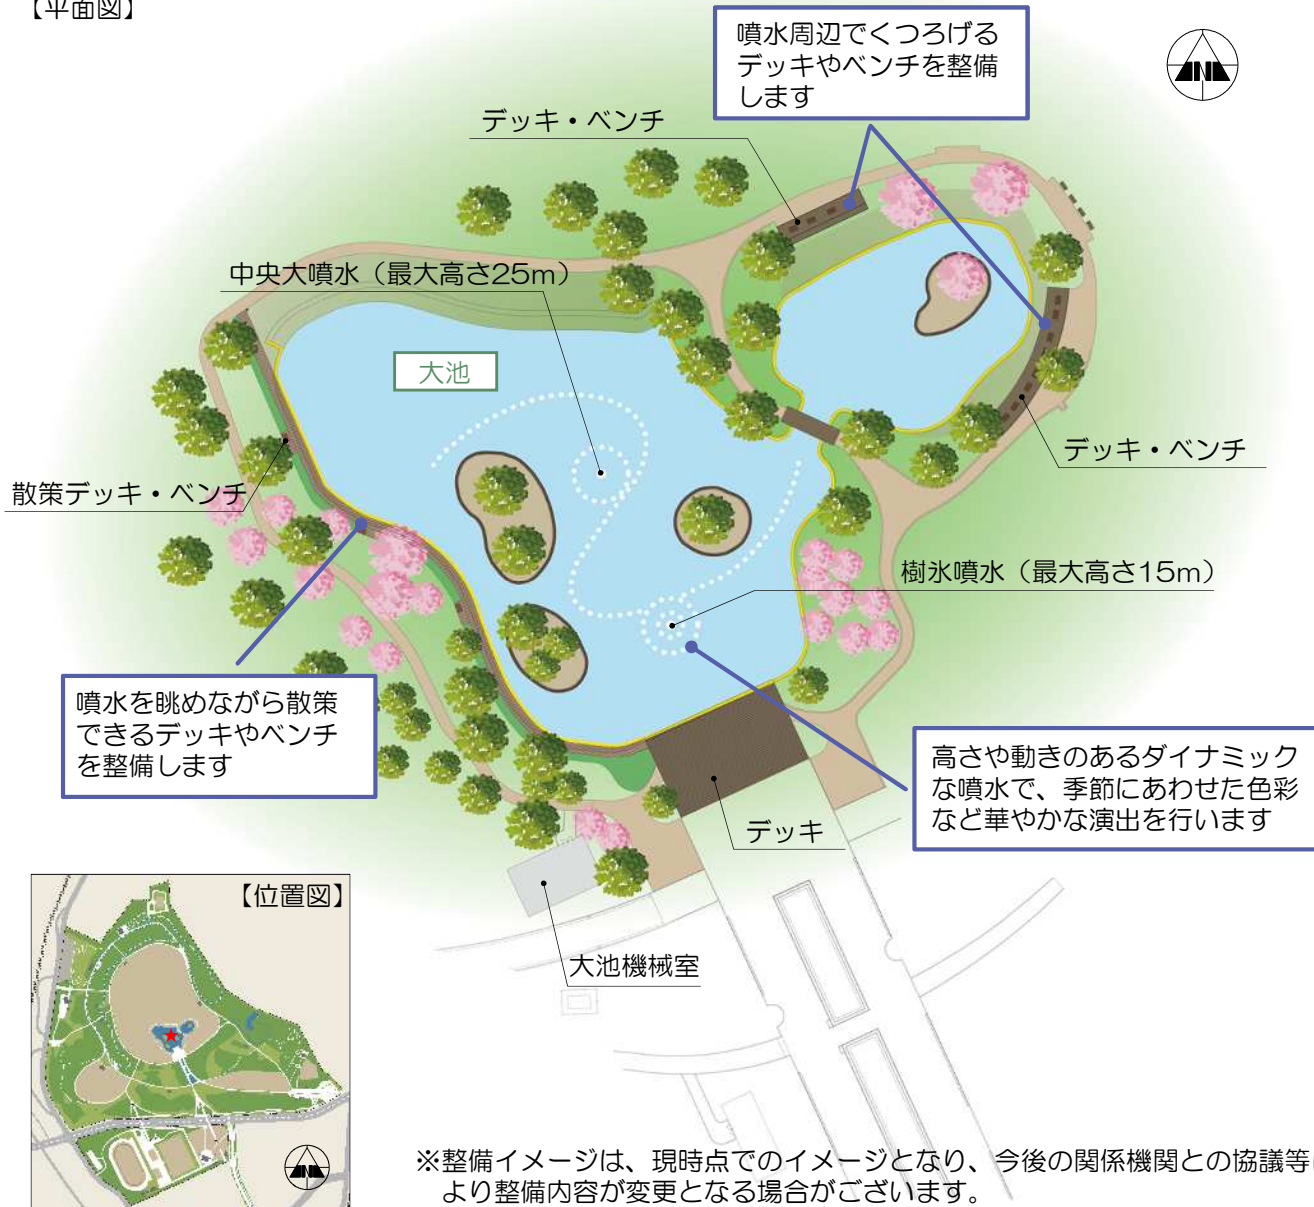 【平面図】
噴水周辺でくつろげる
デッキやベンチを整備
します
デッキ・ベンチ
中央大噴水（最大高さ25m）
大池
デッキ・ベンチ
散策デッキ・ベンチ
樹氷噴水（最大高さ15m）
噴水を眺めながら散策
できるデッキやベンチ
を整備します
高さや動きのあるダイナミック
な噴水で、季節にあわせた色彩
など華やかな演出を行います
デッキ
【位置図】
大池機械室
※整備イメージは、現時点でのイメージとなり、今後の関係機関との協議等
より整備内容が変更となる場合がございます。